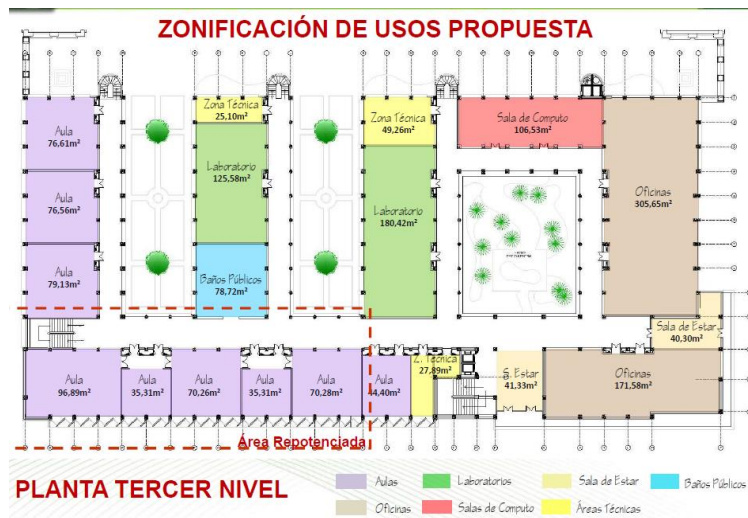 ZONIFICACIÓN DE USOS PROPUESTA
Zona Técnica
25,10m²
Zona Técnica
49,26m²
Sala de Computo
106,53m²
Aula
76,61m²
Laboratorio
125,58m²
Aula
76,56m²
Laboratorio
180,42m²
Oficinas
305,65m²
Aula
79,13m²
Baños Públicos
78,72m²
Sala de Estar
40,30m²
Aula
96,89m²
Aula
35,31m²
Aula
70,26m²
Aula
35,31m²
Aula
70,28m²
Aula
44,40m²
Z. Técnica
27,89m²
S. Estar
41,33m²
Oficinas
171,58m²
Área Repotenciada
PLANTA TERCER NIVEL
Aulas
Laboratorios
Sala de Estar
Baños Públicos
Oficinas
Salas de Computo
Áreas Técnicas